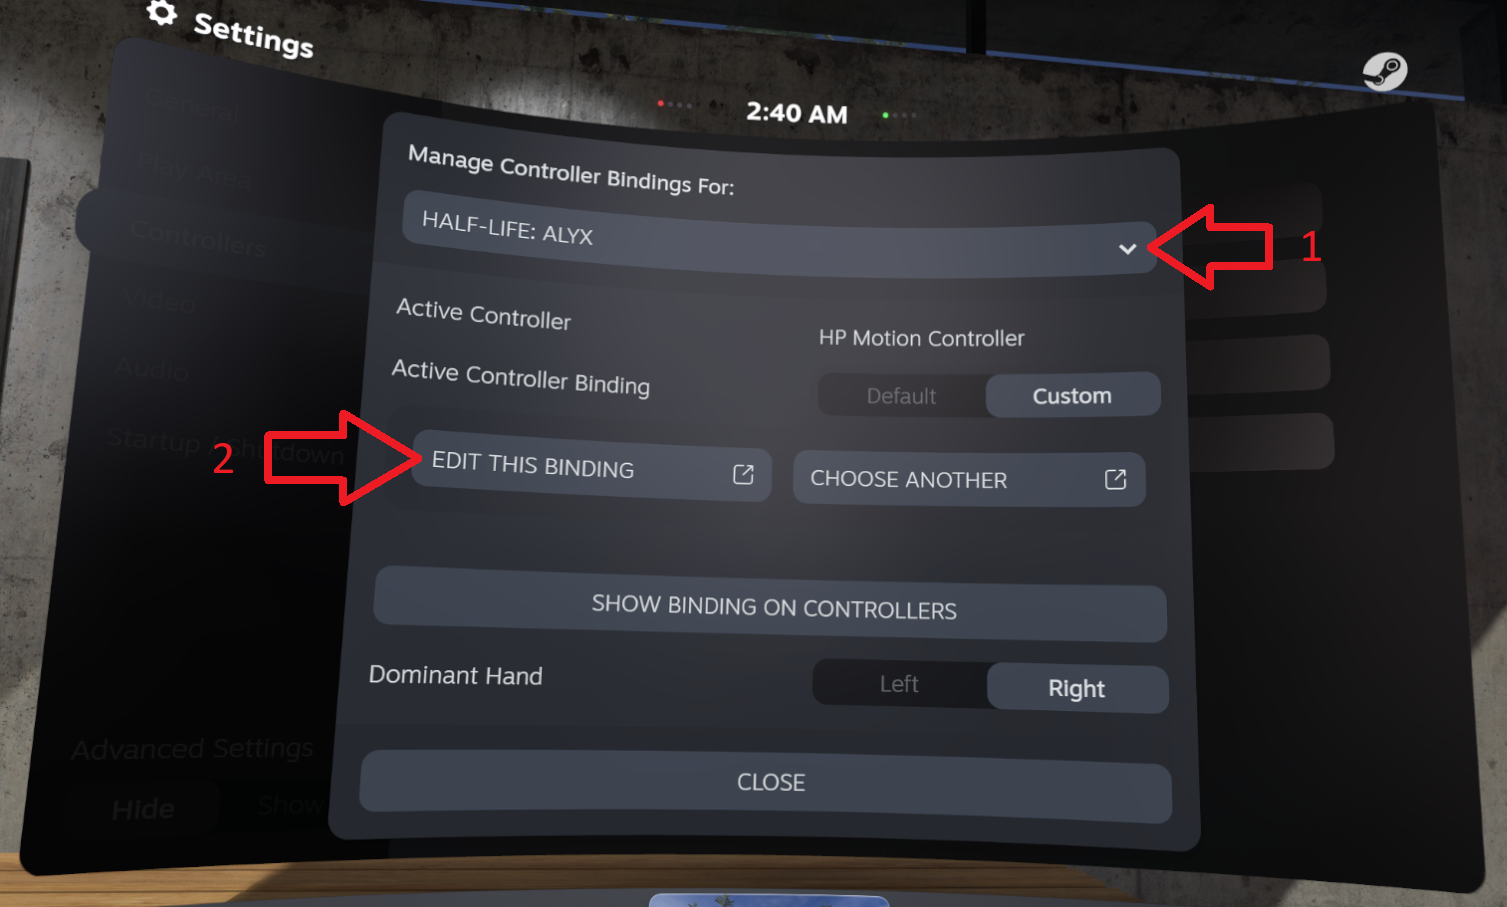 Settings
2:40 AM
General
Play Area
Controllers
Video
Audio
Startup / Shutdown
Advanced Settings
Hide
Show
Manage Controller Bindings For:
HALF-LIFE: ALYX
1
Active Controller
HP Motion Controller
Active Controller Binding
Default
Custom
2
EDIT THIS BINDING
CHOOSE ANOTHER
SHOW BINDING ON CONTROLLERS
Dominant Hand
Left
Right
CLOSE